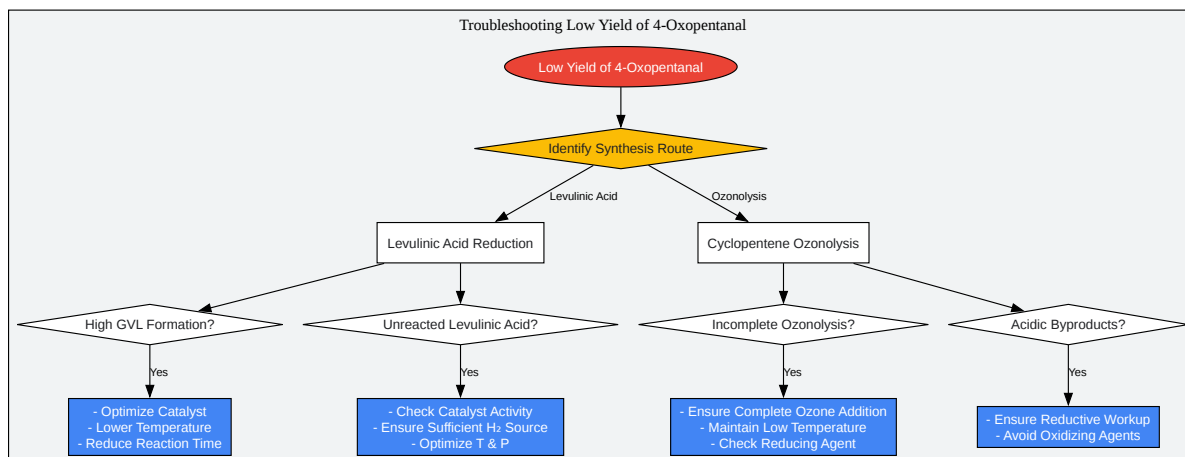 Troubleshooting Low Yield of 4-Oxopentanal
Low Yield of 4-Oxopentanal
Identify Synthesis Route
Levulinic Acid
Ozonolysis
Levulinic Acid Reduction
Cyclopentene Ozonolysis
High GVL Formation?
Unreacted Levulinic Acid?
Incomplete Ozonolysis?
Acidic Byproducts?
Yes
Yes
Yes
Yes
- Optimize Catalyst
- Lower Temperature
- Reduce Reaction Time
- Check Catalyst Activity
- Ensure Sufficient H₂ Source
- Optimize T & P
- Ensure Complete Ozone Addition
- Maintain Low Temperature
- Check Reducing Agent
- Ensure Reductive Workup
- Avoid Oxidizing Agents